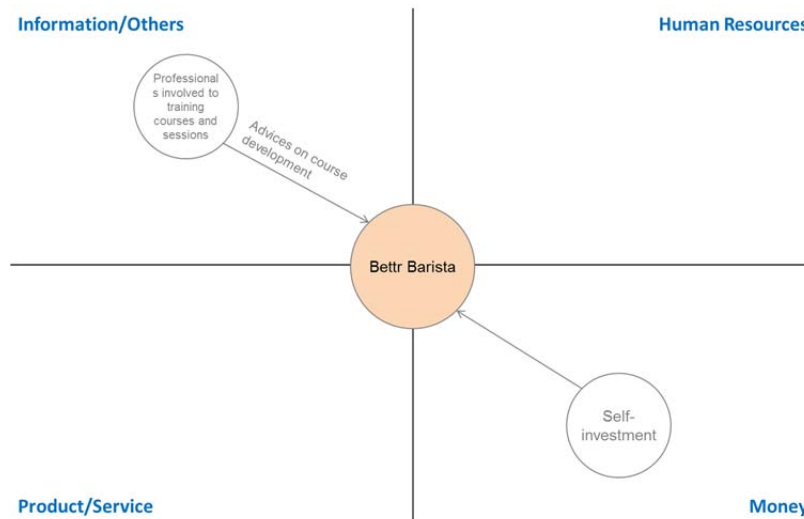 Information/Others
Human Resources
Professional
s involved to
training
courses and
sessions
Advices on course
development
Bettr Barista
Self-
investment
Product/Service
Money